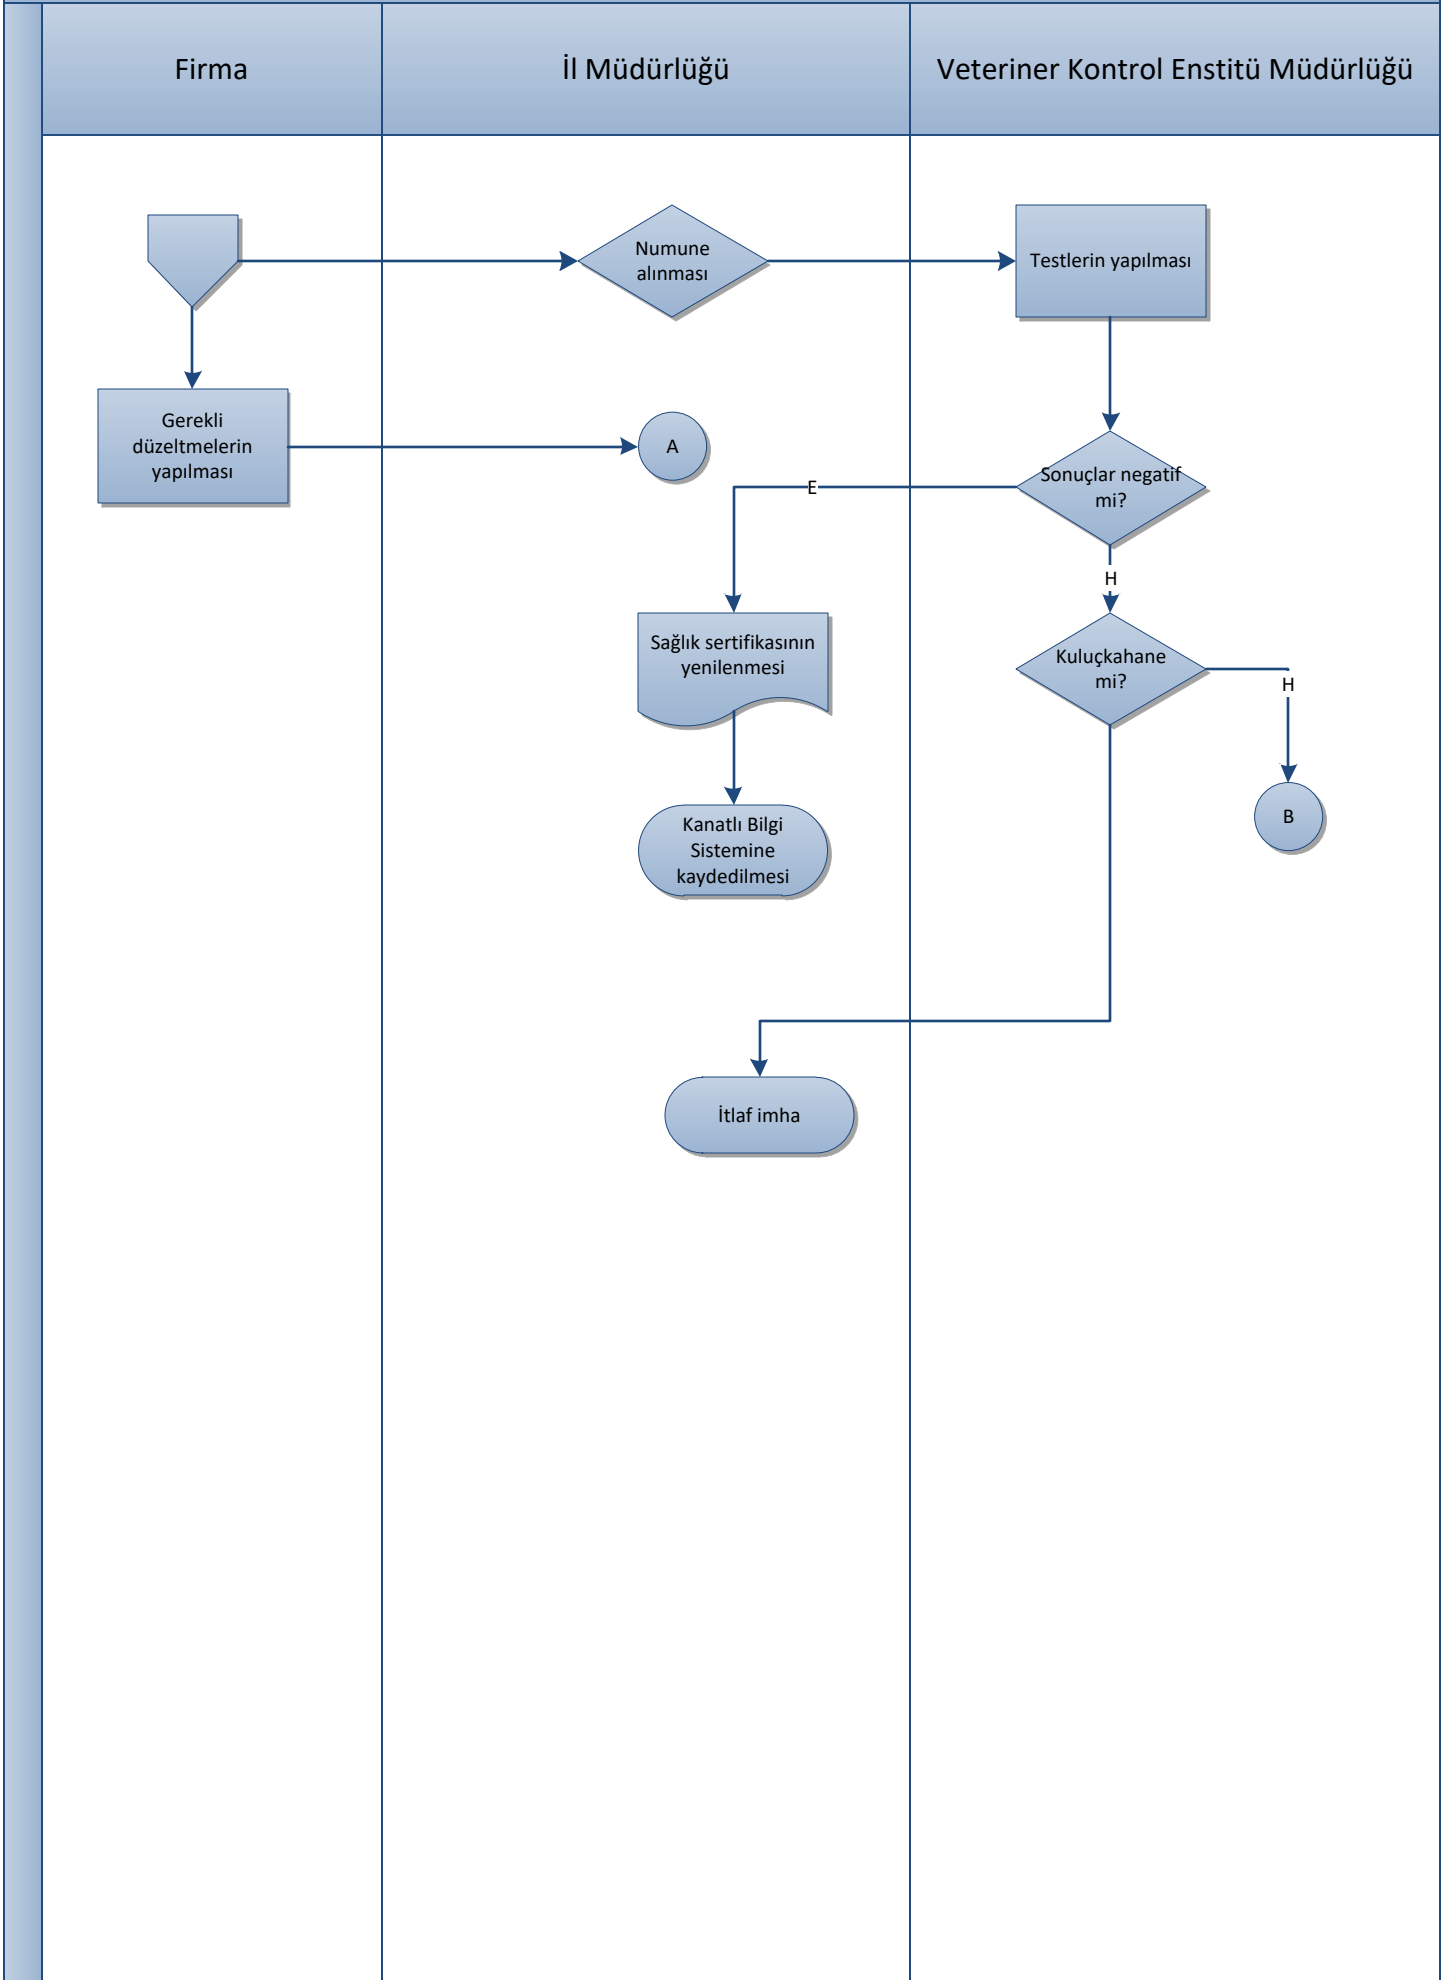 Firma
İl Müdürlüğü
Veteriner Kontrol Enstitü Müdürlüğü
Numune
alınması
Testlerin yapılması
Gerekli
düzeltmelerin
yapılması
A
Sonuçlar negatif
mi?
E
H
Sağlık sertifikasının
yenilenmesi
Kuluçkahane
mi?
H
Kanatlı Bilgi
Sistemine
kaydedilmesi
B
İtlaf imha